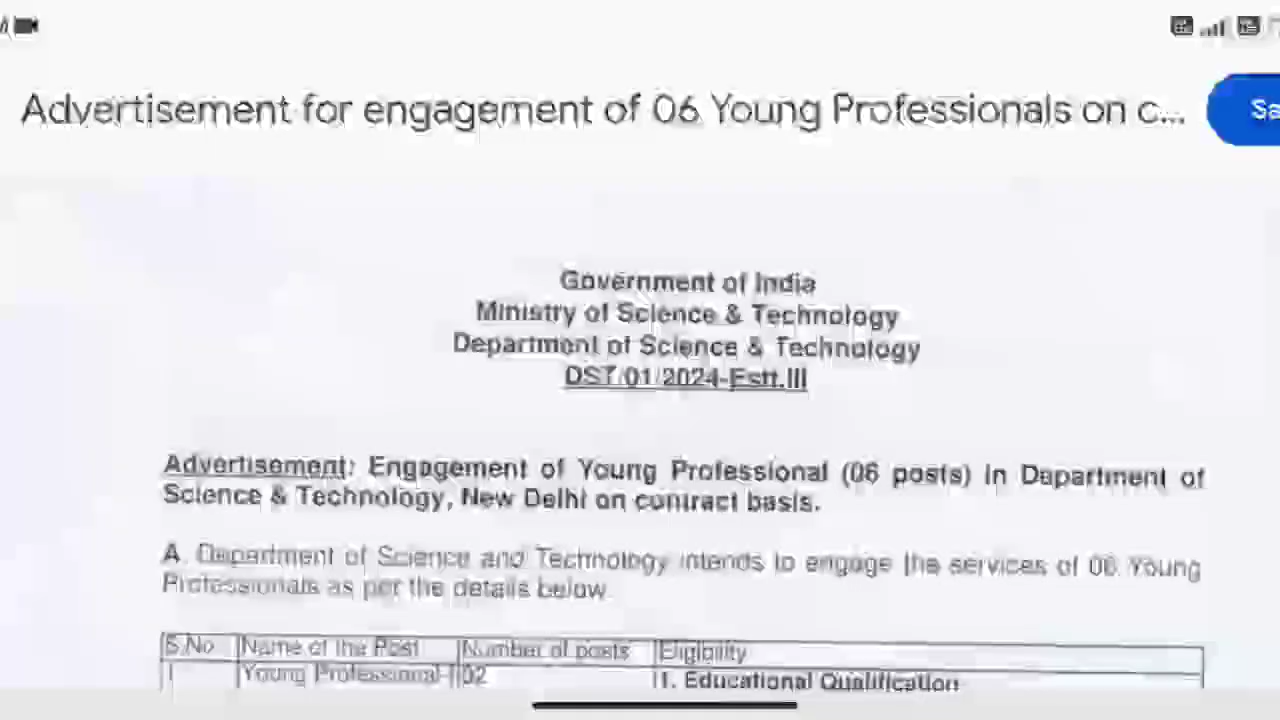 Advertisement for engagement of 06 Young Professionals on c...
Government of India
Ministry of Science & Technology
Department of Science & Technology
DST/01/2024-Estt.III
Advertisement: Engagement of Young Professional (06 posts) in Department of
Science & Technology, New Delhi on contract basis.
A. Department of Science and Technology intends to engage the services of 06 Young
Professionals as per the details below
S.No Name of the Post Number of posts Eligibility
Young Professional-I 02 1. Educational Qualification